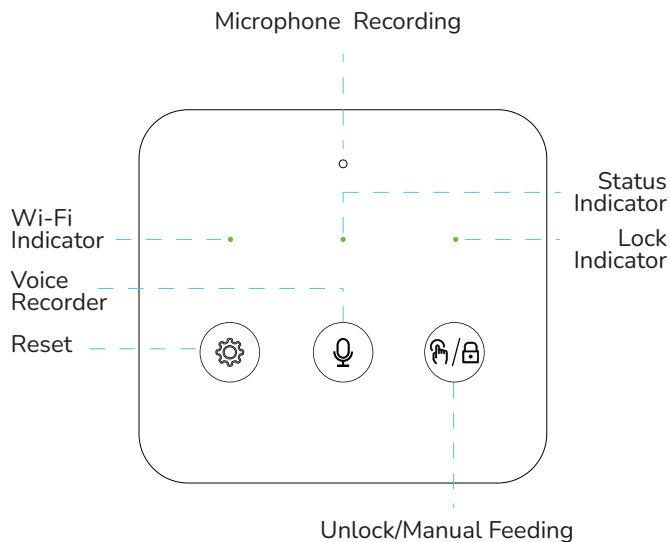 Microphone Recording
Status
Indicator
Wi-Fi
Indicator
Lock
Indicator
Voice
Recorder
Reset
/
Unlock/Manual Feeding